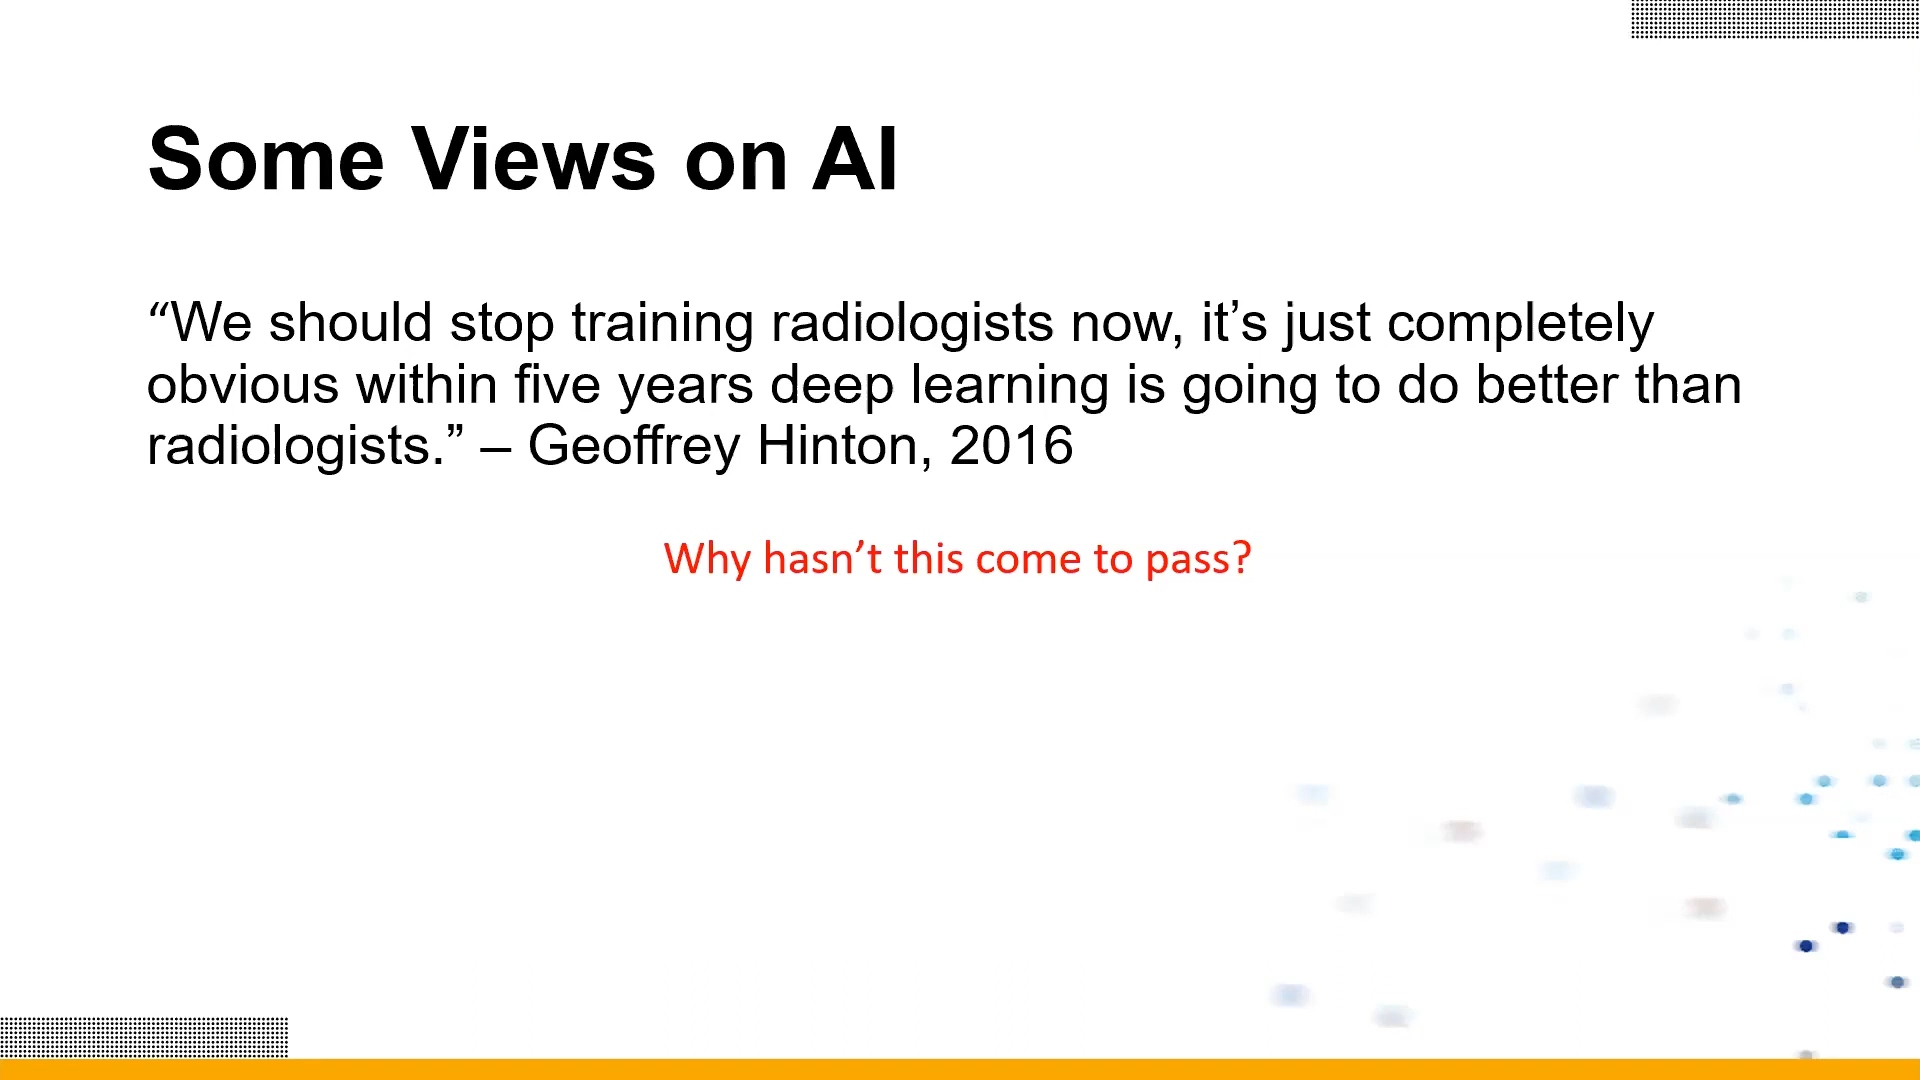 Some Views on AI
“We should stop training radiologists now, it’s just completely
obvious within five years deep learning is going to do better than
radiologists.” – Geoffrey Hinton, 2016
Why hasn’t this come to pass?